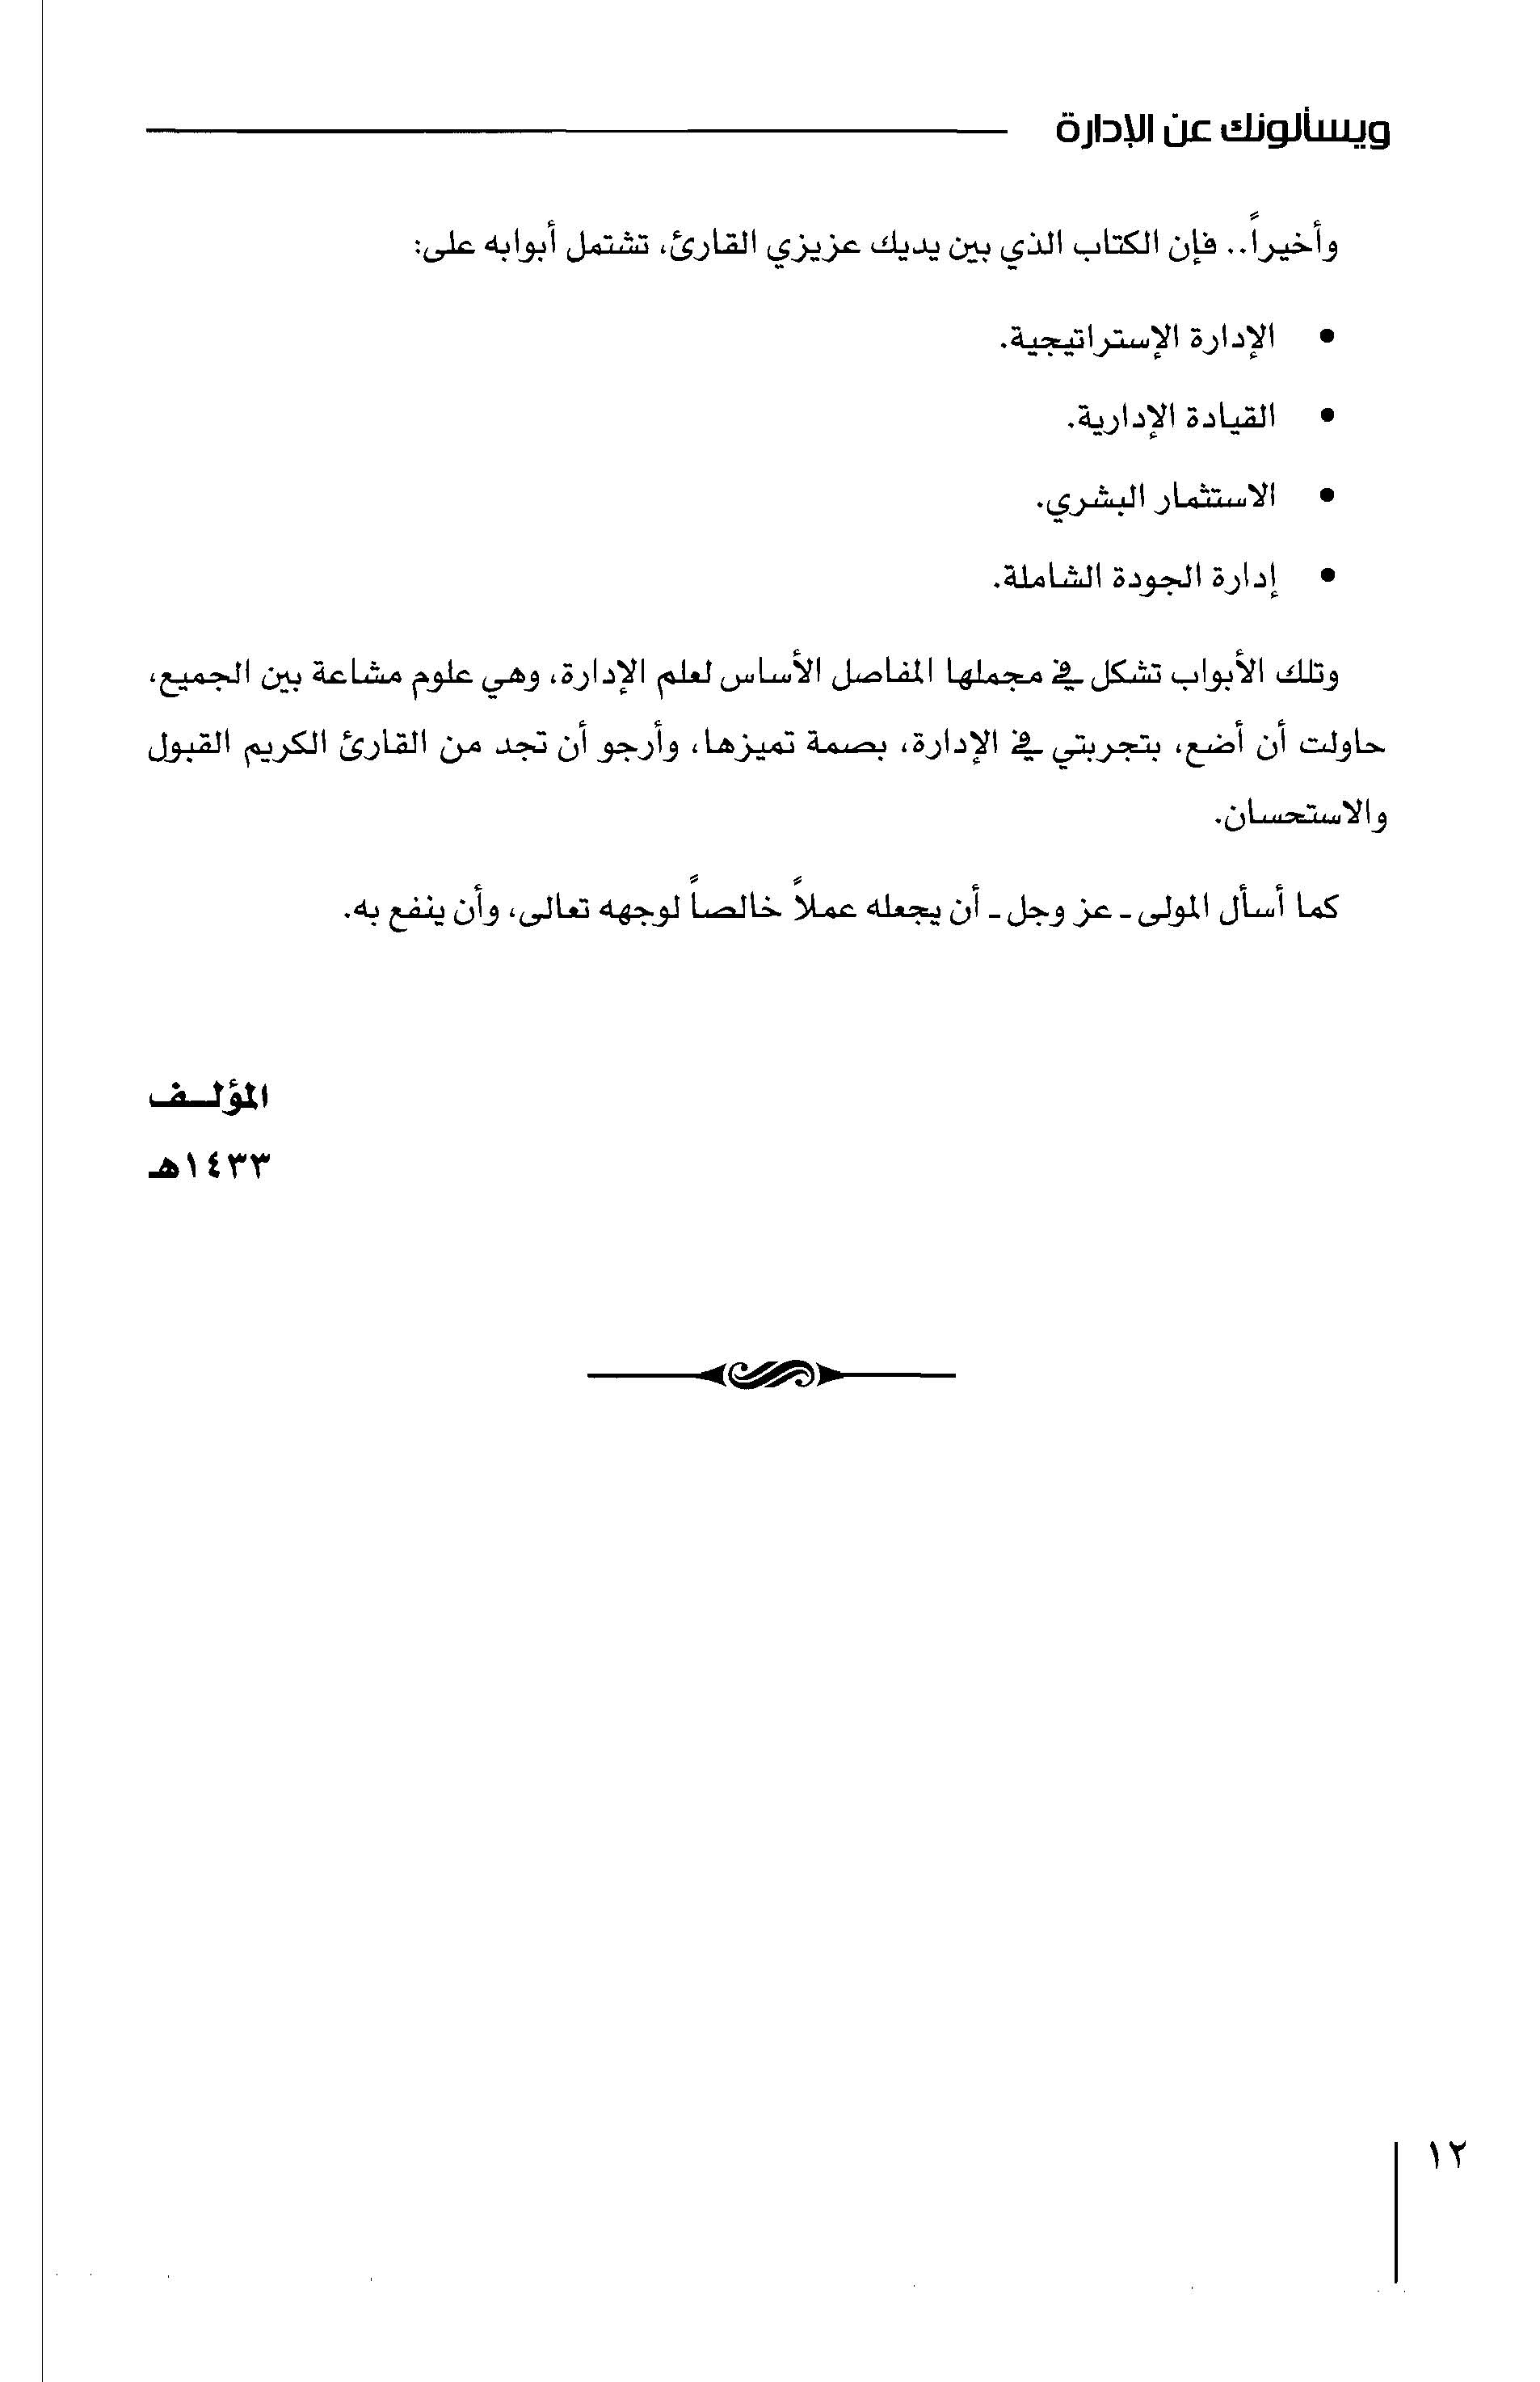 ويسألونك عن الإدارة
وأخيراً.. فإن الكتاب الذي بين يديك عزيزي القارئ، تشتمل أبوابه على:
• الإدارة الإستراتيجية.
• القيادة الإدارية.
• الاستثمار البشري.
• إدارة الجودة الشاملة.
وتلك الأبواب تشكل في مجملها المفاصل الأساس لعلم الإدارة، وهي علوم مشاعة بين الجميع،
حاولت أن أضع، بتجربتي في الإدارة، بصمة تميزها، وأرجو أن تجد من القارئ الكريم القبول
والاستحسان.
كما أسأل المولى ـ عز وجل ـ أن يجعله عملاً خالصاً لوجهه تعالى، وأن ينفع به.
المؤلــف
١٤٣٣هـ
١٢